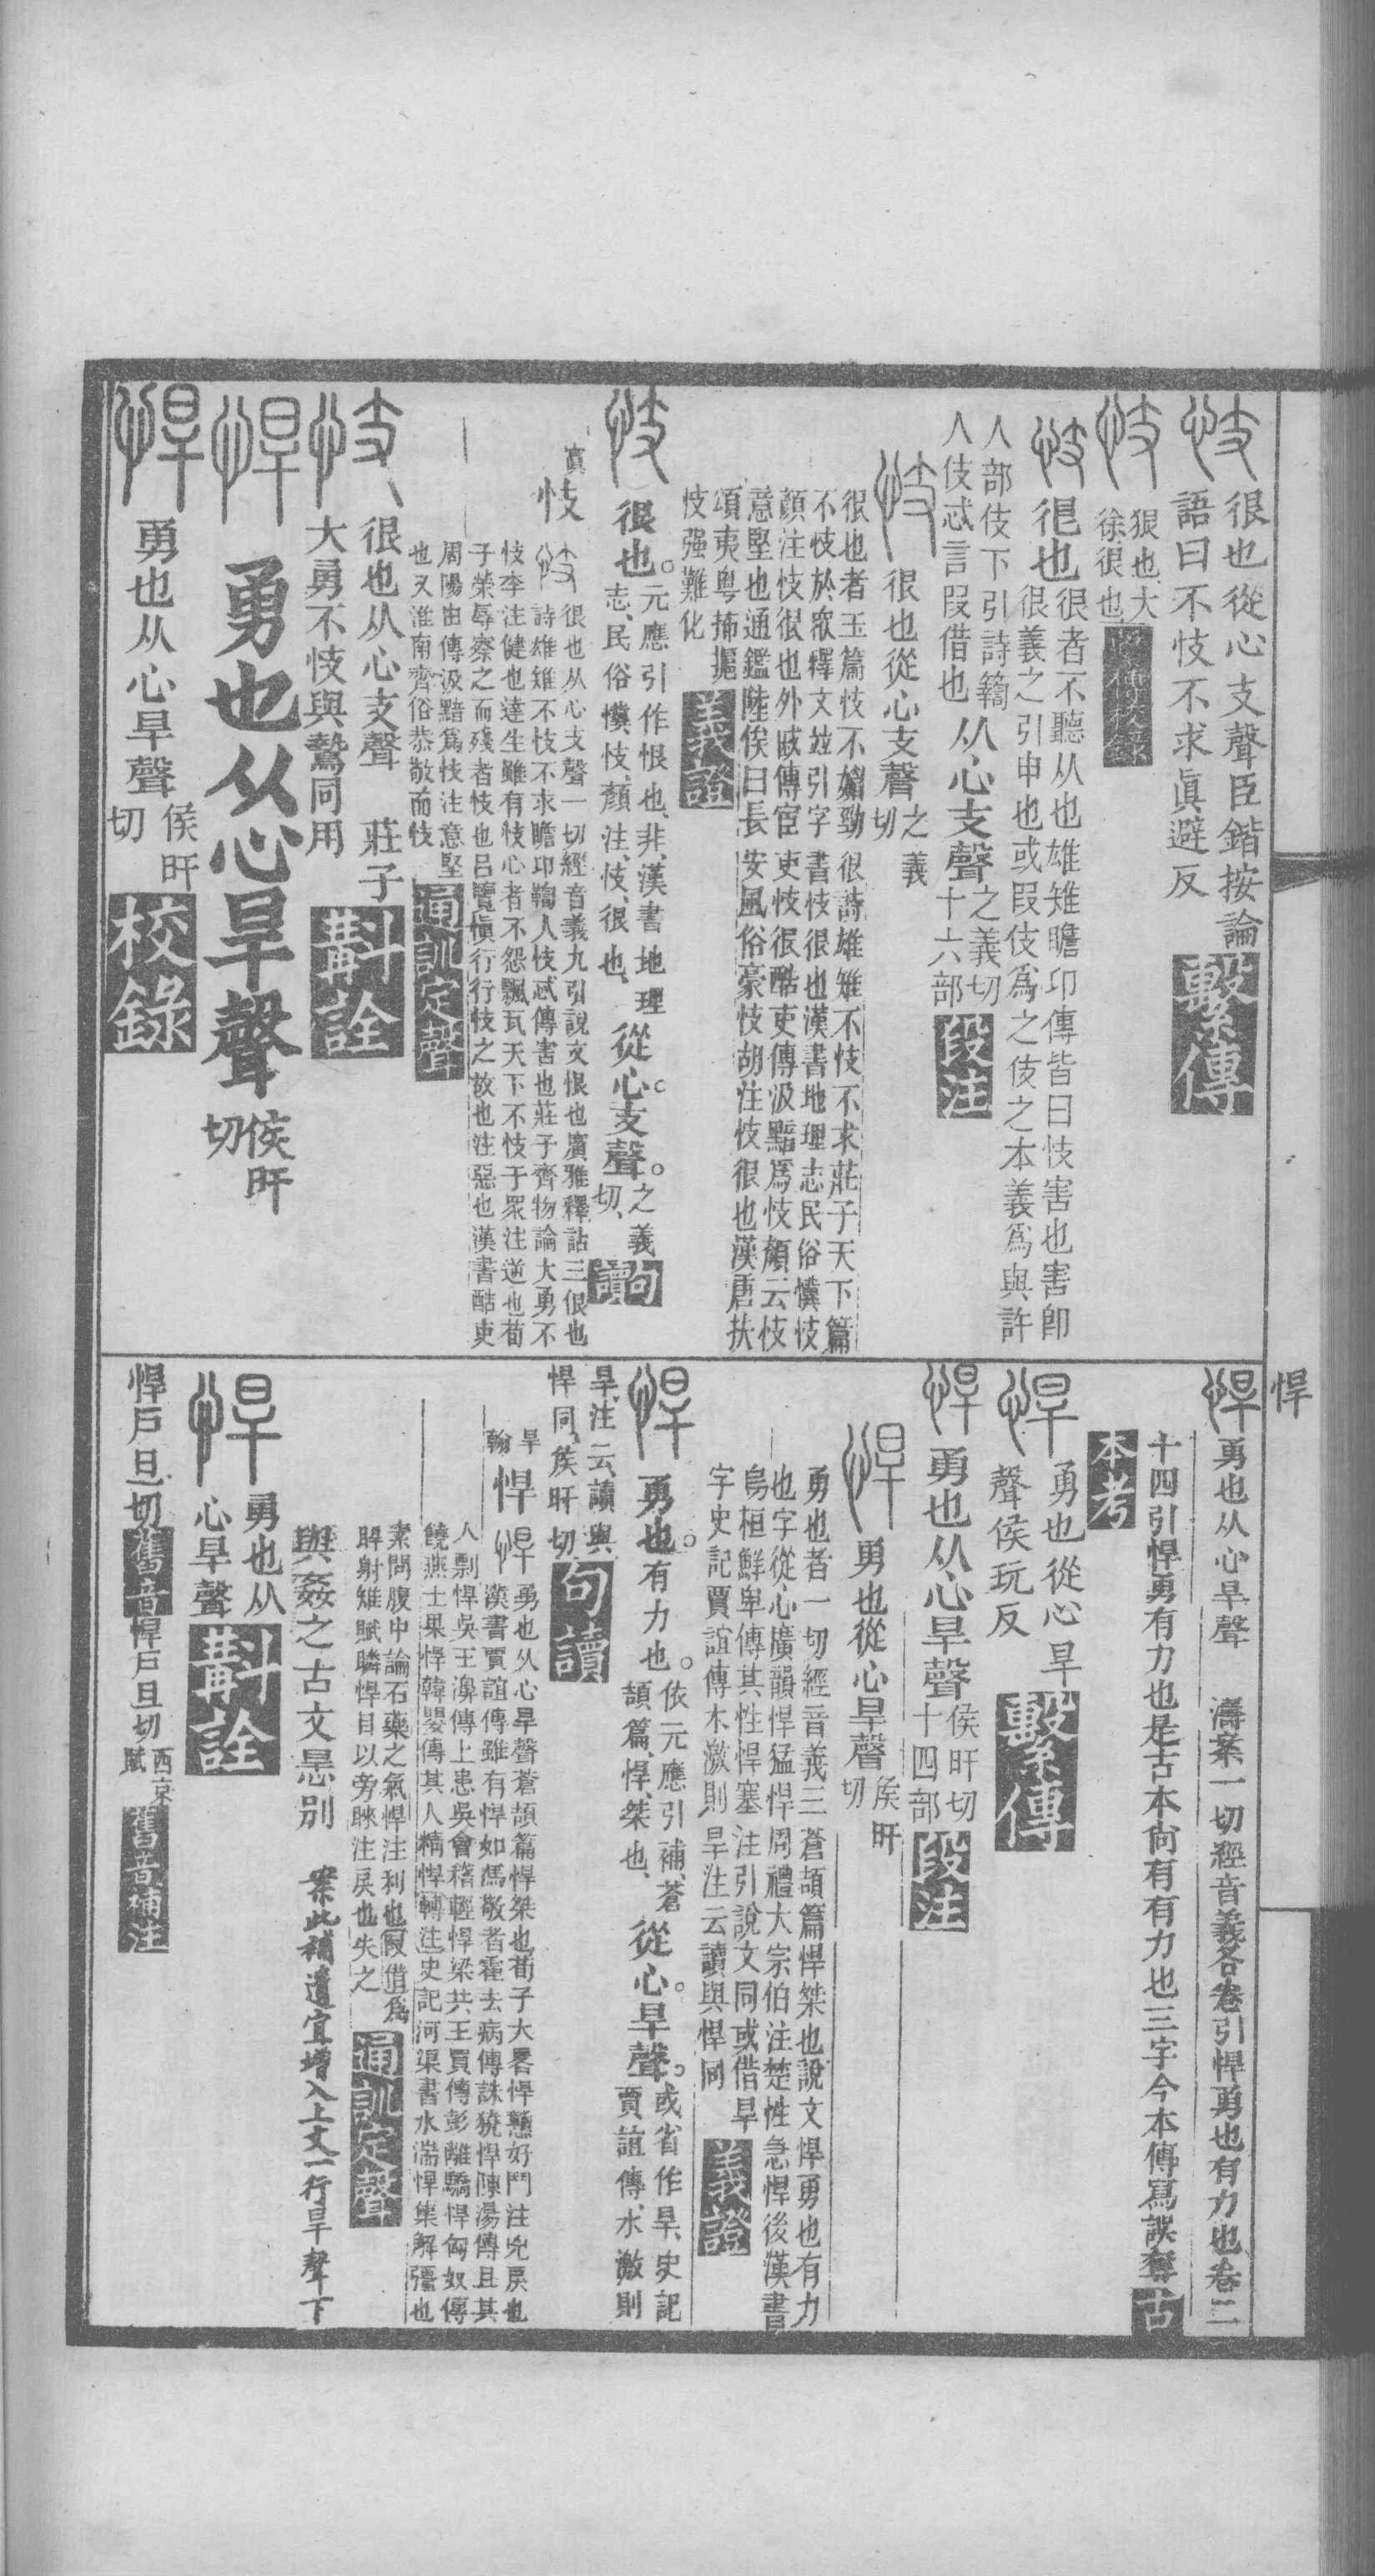 忮 很也從心支聲臣鍇按論
語曰不忮不求眞避反 繫傳
忮 狠也大
徐很也
忮 很也 很者不聽从也雄雉瞻卬傳皆曰忮害也害卽
很義之引申也或叚伎爲之伎之本義爲與許
人部伎下引詩籥
人伎忒言叚借也 从心支聲 之義切
十六部 段注
忮 很也從心支聲 之義
切
很也者玉篇忮不媚勁很詩雄雉不忮不求莊子天下篇
不忮於眾釋文竝引字書忮很也漢書地理志民俗懻忮
顏注忮很也外戚傳宦吏忮很酷吏傳汲黯爲忮顏云忮
意堅也通鑑陸俟曰長安風俗豪忮胡注忮很也漢唐扶
頌夷粵㧊攄
忮强難化 義證
忮 很也。元應引作恨也、非、漢書地理
志、民俗懻忮、顏注、忮、很也、 從心。支聲。之義
切、 句讀
忮 忮 很也从心支聲一切經音義九引說文恨也廣雅釋詁三很也
詩雄雉不忮不求瞻卬鞫人忮忒傳害也莊子齊物論大勇不
忮李注健也達生雖有忮心者不怨飄瓦天下不忮于眾注逆也荀
子榮辱察之而殘者忮也呂覽愼行行忮之故也注惡也漢書酷吏
周陽由傳汲黯爲忮注意堅
也又淮南齊俗恭敬而忮 通訓定聲
忮 很也从心支聲 莊子
大勇不忮與驇同用 斠詮
悍 勇也从心旱聲 侯旰
切
悍 勇也从心旱聲 侯旰
切 校錄
悍
悍 勇也从心旱聲 濤案一切經音義各卷引悍勇也有力也卷二
十四引悍勇有力也是古本尙有有力也三字今本傳寫誤奪 古
本考
悍 勇也從心旱
聲侯玩反 繫傳
悍 勇也从心旱聲 侯旰切
十四部 段注
悍 勇也從心旱聲 侯旰
切
勇也者一切經音義三蒼頡篇悍桀也說文悍勇也有力
也字從心廣韻悍猛悍周禮大宗伯注楚性急悍後漢書
烏桓鮮卑傳其性悍塞注引說文同或借旱
字史記賈誼傳水激則旱注云讀與悍同 義證
悍 勇也。有力也。依元應引補、蒼
頡篇、悍、桀也、 從心。旱聲。或省作旱、史記
賈誼傳、水激則
旱、注云、讀與
悍同、侯旰切 句讀
旱
翰 悍 悍 勇也从心旱聲蒼頡篇悍桀也荀子大略悍戇好鬥注兇戾也
漢書賈誼傳雖有悍如馮敬者霍去病傳誅獟悍陳湯傳且其
人剽悍吳王濞傳上患吳會稽輕悍梁共王買傳彭離驕悍匈奴傳
饒燕士果悍韓嬰傳其人精悍轉注史記河渠書水湍悍集解彊也
素問腹中論石藥之氣悍注利也叚借爲
睅射雉賦瞵悍目以旁睞注戾也失之 通訓定聲
與姦之古文悬別 案此補遺宜增入上文一行旱聲下
悍 勇也从
心旱聲 斠詮
悍戶旦切 舊音 悍戶旦切 西京
賦 舊音補注